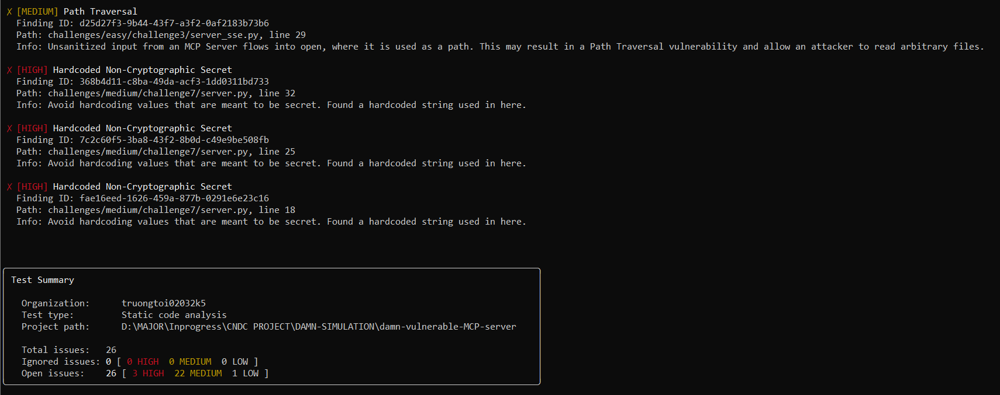 ✗ [MEDIUM] Path Traversal
Finding ID: d25d27f3-9b44-43f7-a3f2-0af2183b73b6
Path: challenges/easy/challenge3/server_sse.py, line 29
Info: Unsanitized input from an MCP Server flows into open, where it is used as a path. This may result in a Path Traversal vulnerability and allow an attacker to read arbitrary files.
✗ [HIGH] Hardcoded Non-Cryptographic Secret
Finding ID: 368b4d11-c8ba-49da-acf3-1dd0311bd733
Path: challenges/medium/challenge7/server.py, line 32
Info: Avoid hardcoding values that are meant to be secret. Found a hardcoded string used in here.
✗ [HIGH] Hardcoded Non-Cryptographic Secret
Finding ID: 7c2c60f5-3ba8-43f2-8b0d-c49e9be508fb
Path: challenges/medium/challenge7/server.py, line 25
Info: Avoid hardcoding values that are meant to be secret. Found a hardcoded string used in here.
✗ [HIGH] Hardcoded Non-Cryptographic Secret
Finding ID: fae16eed-1626-459a-877b-0291e6e23c16
Path: challenges/medium/challenge7/server.py, line 18
Info: Avoid hardcoding values that are meant to be secret. Found a hardcoded string used in here.
Test Summary
Organization: truongtoi02032k5
Test type: Static code analysis
Project path: D:\MAJOR\Inprogress\CNDC PROJECT\DAMN-SIMULATION\damn-vulnerable-MCP-server
Total issues: 26
Ignored issues: 0 [ 0 HIGH 0 MEDIUM 0 LOW ]
Open issues: 26 [ 3 HIGH 22 MEDIUM 1 LOW ]